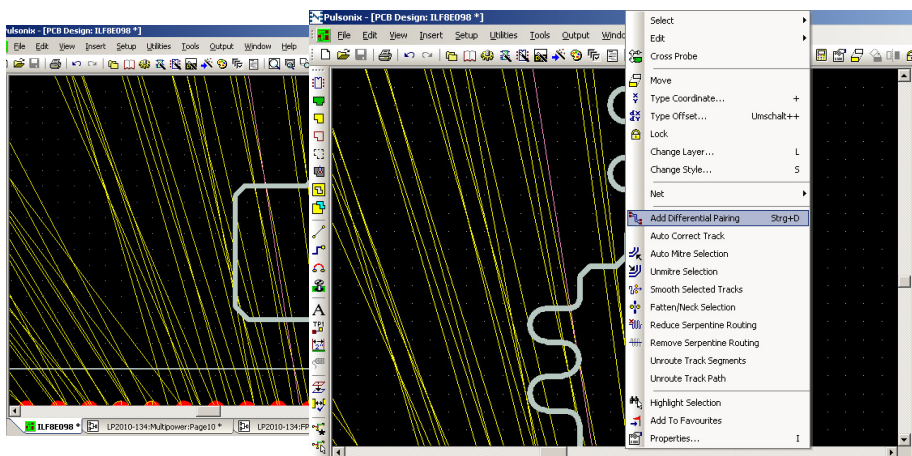 ulsonix - [PCB Design: ILF8E098 *]
File Edit View Insert Setup Utilities Tools Output Window Help
ILF8E098 * LP2010-134:Multipower:Page10 * LP2010-134:FP
Pulsonix - [PCB Design: ILF8E098 *]
File Edit View Insert Setup Utilities Tools Output Windo
A
TP1
Select
Edit
Cross Probe
Move
Type Coordinate... +
Type Offset... Umschalt++
Lock
Change Layer... L
Change Style... S
Net
Add Differential Pairing Strg+D
Auto Correct Track
Auto Mitre Selection
Unmitre Selection
Smooth Selected Tracks
Fatten/Neck Selection
Reduce Serpentine Routing
Remove Serpentine Routing
Unroute Track Segments
Unroute Track Path
Highlight Selection
Add To Favourites
Properties... I